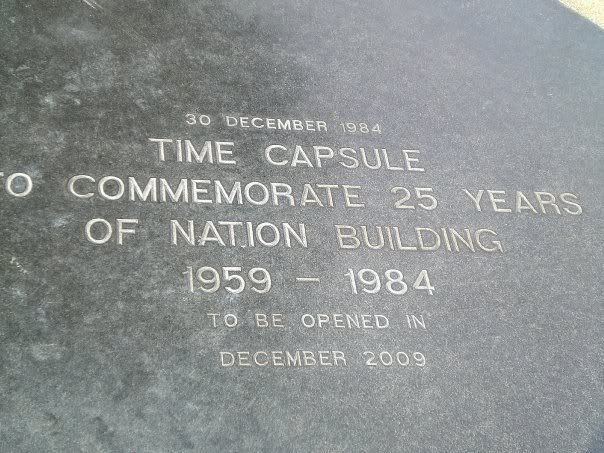 30 DECEMBER 1984
TIME CAPSULE
TO COMMEMORATE 25 YEARS
OF NATION BUILDING
1959 – 1984
TO BE OPENED IN
DECEMBER 2009